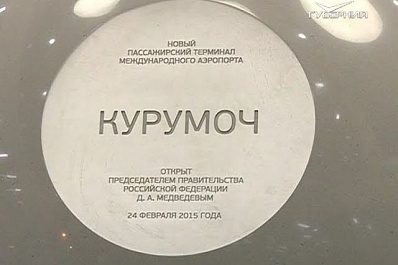 ГУБЕРНИЯ
НОВЫЙ
ПАССАЖИРСКИЙ ТЕРМИНАЛ
МЕЖДУНАРОДНОГО АЭРОПОРТА
КУРУМОЧ
ОТКРЫТ
ПРЕДСЕДАТЕЛЕМ ПРАВИТЕЛЬСТВА
РОССИЙСКОЙ ФЕДЕРАЦИИ
Д. А. МЕДВЕДЕВЫМ
24 ФЕВРАЛЯ 2015 ГОДА